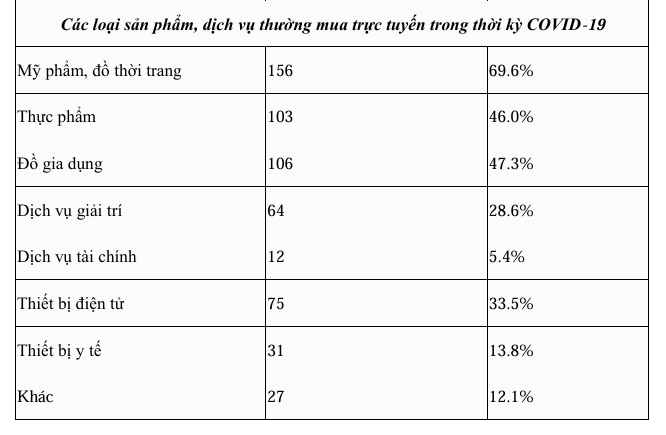 Các loại sản phẩm, dịch vụ thường mua trực tuyến trong thời kỳ COVID-19
Mỹ phẩm, đồ thời trang 156 69.6%
Thực phẩm 103 46.0%
Đồ gia dụng 106 47.3%
Dịch vụ giải trí 64 28.6%
Dịch vụ tài chính 12 5.4%
Thiết bị điện tử 75 33.5%
Thiết bị y tế 31 13.8%
Khác 27 12.1%